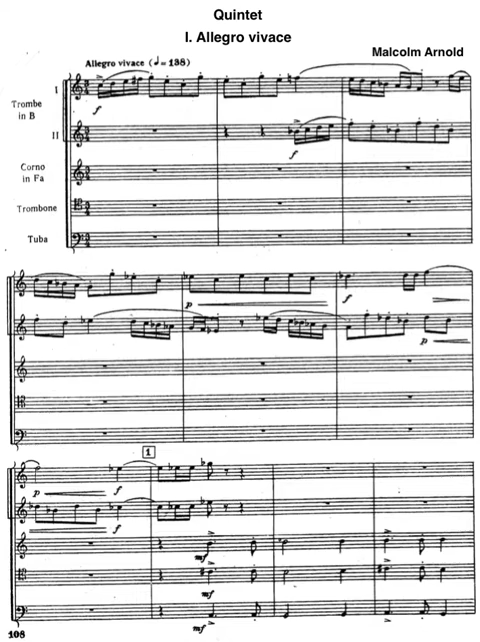 Quintet
I. Allegro vivace
Malcolm Arnold
Allegro vivace (♩=138)
Trombe
in B
I
f
II
f
Corno
in Fa
Trombone
Tuba
p
f
p
1
p
f
f
mf
mf
mf
108